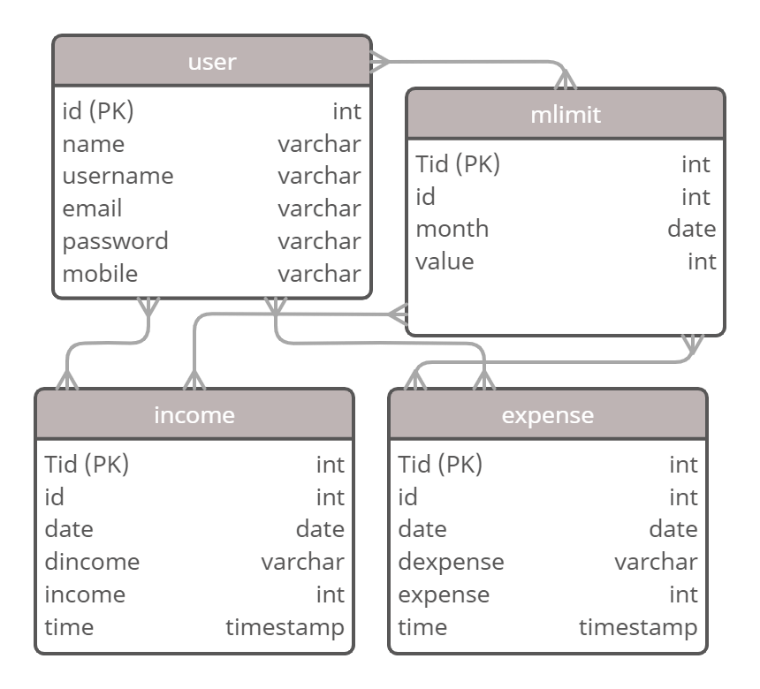 user
id (PK) int
name varchar
username varchar
email varchar
password varchar
mobile varchar
mlimit
Tid (PK) int
id int
month date
value int
income
Tid (PK) int
id int
date date
dincome varchar
income int
time timestamp
expense
Tid (PK) int
id int
date date
dexpense varchar
expense int
time timestamp